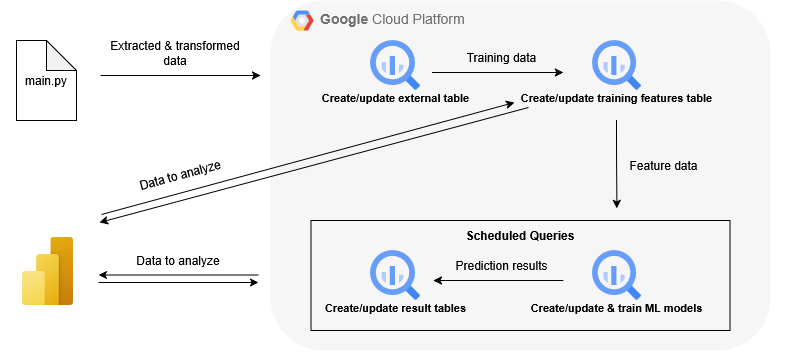 Google Cloud Platform
Extracted & transformed
data
main.py
Training data
Create/update external table
Create/update training features table
Data to analyze
Feature data
Scheduled Queries
Data to analyze
Prediction results
Create/update result tables
Create/update & train ML models